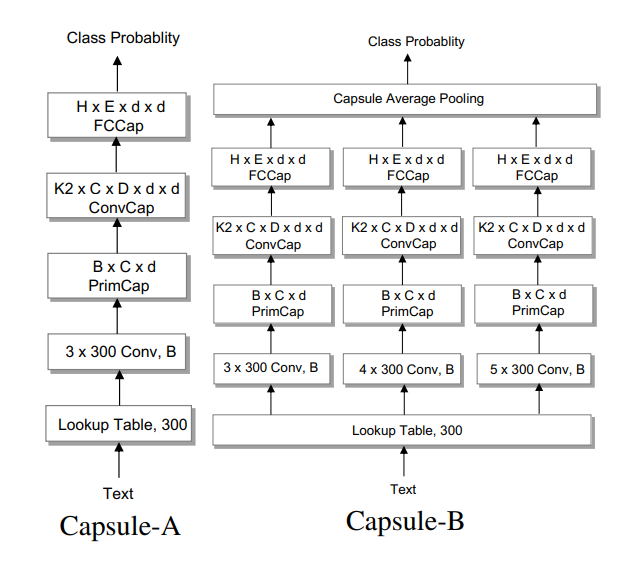 Class Probablity
H x E x d x d
FCCap
K2 x C x D x d x d
ConvCap
B x C x d
PrimCap
3 x 300 Conv, B
Lookup Table, 300
Text
Capsule-A
Class Probablity
Capsule Average Pooling
H x E x d x d
FCCap
H x E x d x d
FCCap
H x E x d x d
FCCap
K2 x C x D x d x d
ConvCap
K2 x C x D x d x d
ConvCap
K2 x C x D x d x d
ConvCap
B x C x d
PrimCap
B x C x d
PrimCap
B x C x d
PrimCap
3 x 300 Conv, B
4 x 300 Conv, B
5 x 300 Conv, B
Lookup Table, 300
Text
Capsule-B